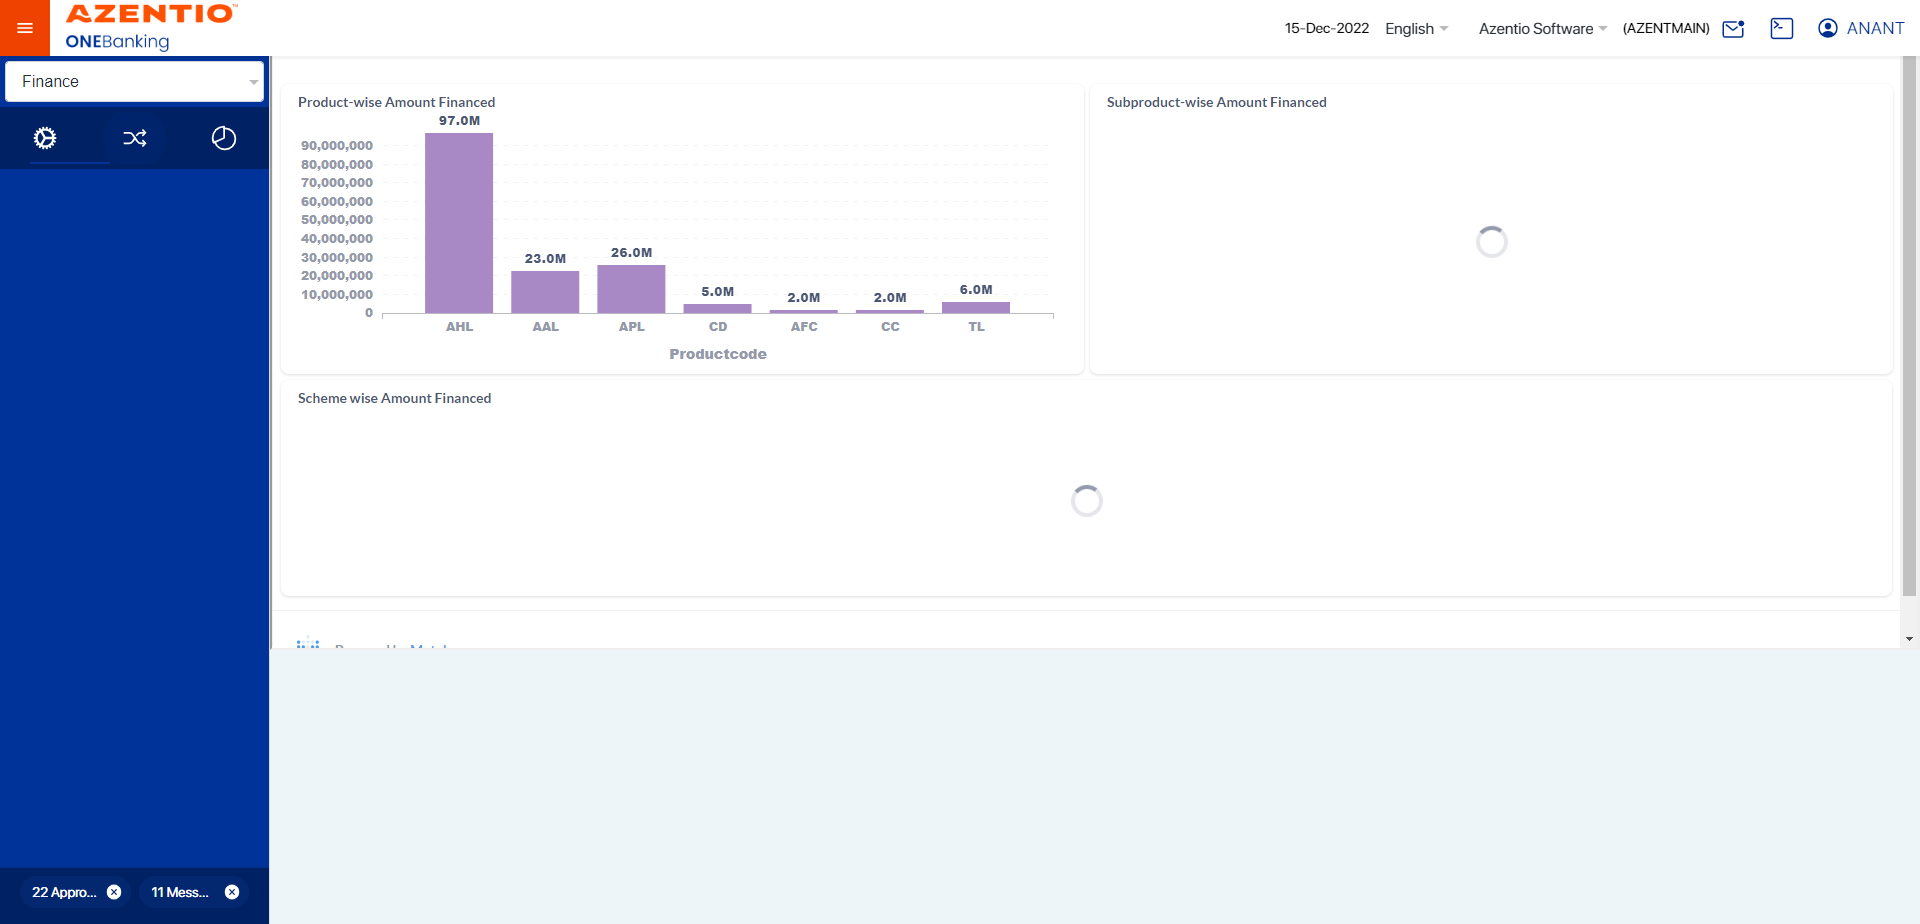 AZENTIO™
ONEBanking
15-Dec-2022 English Azentio Software (AZENTMAIN) ANANT
Finance
Product-wise Amount Financed
97.0M
90,000,000
80,000,000
70,000,000
60,000,000
50,000,000
40,000,000
30,000,000
20,000,000
10,000,000
0
23.0M
26.0M
5.0M
2.0M
2.0M
6.0M
AHL AAL APL CD AFC CC TL
Productcode
Subproduct-wise Amount Financed
Scheme wise Amount Financed
22 Appro...
11 Mess...